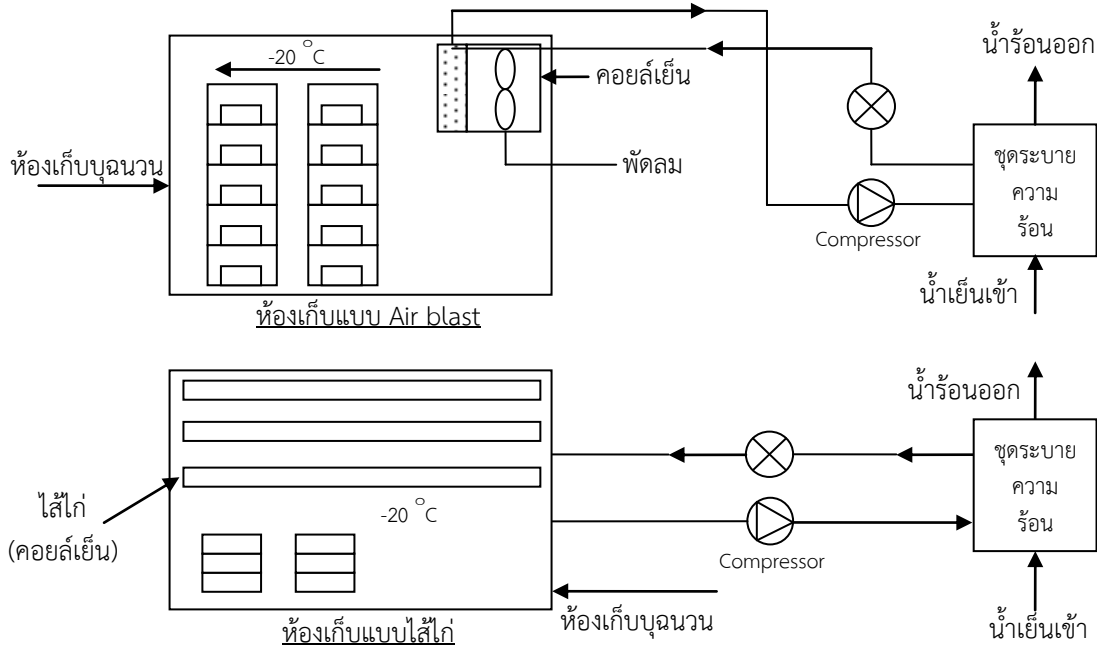 -20 °C
คอยล์เย็น
พัดลม
ห้องเก็บบุฉนวน
น้ำร้อนออก
ชุดระบาย
ความ
ร้อน
Compressor
น้ำเย็นเข้า
ห้องเก็บแบบ Air blast
น้ำร้อนออก
ชุดระบาย
ความ
ร้อน
ไส้ไก่
(คอยล์เย็น)
-20 °C
Compressor
ห้องเก็บบุฉนวน
น้ำเย็นเข้า
ห้องเก็บแบบไส้ไก่